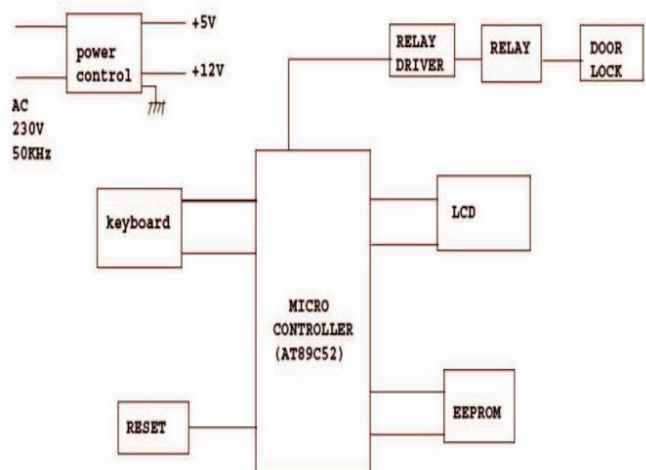 +5V
power
control
+12V
AC
230V
50KHz
RELAY
DRIVER
RELAY
DOOR
LOCK
keyboard
LCD
MICRO
CONTROLLER
(AT89C52)
RESET
EEPROM